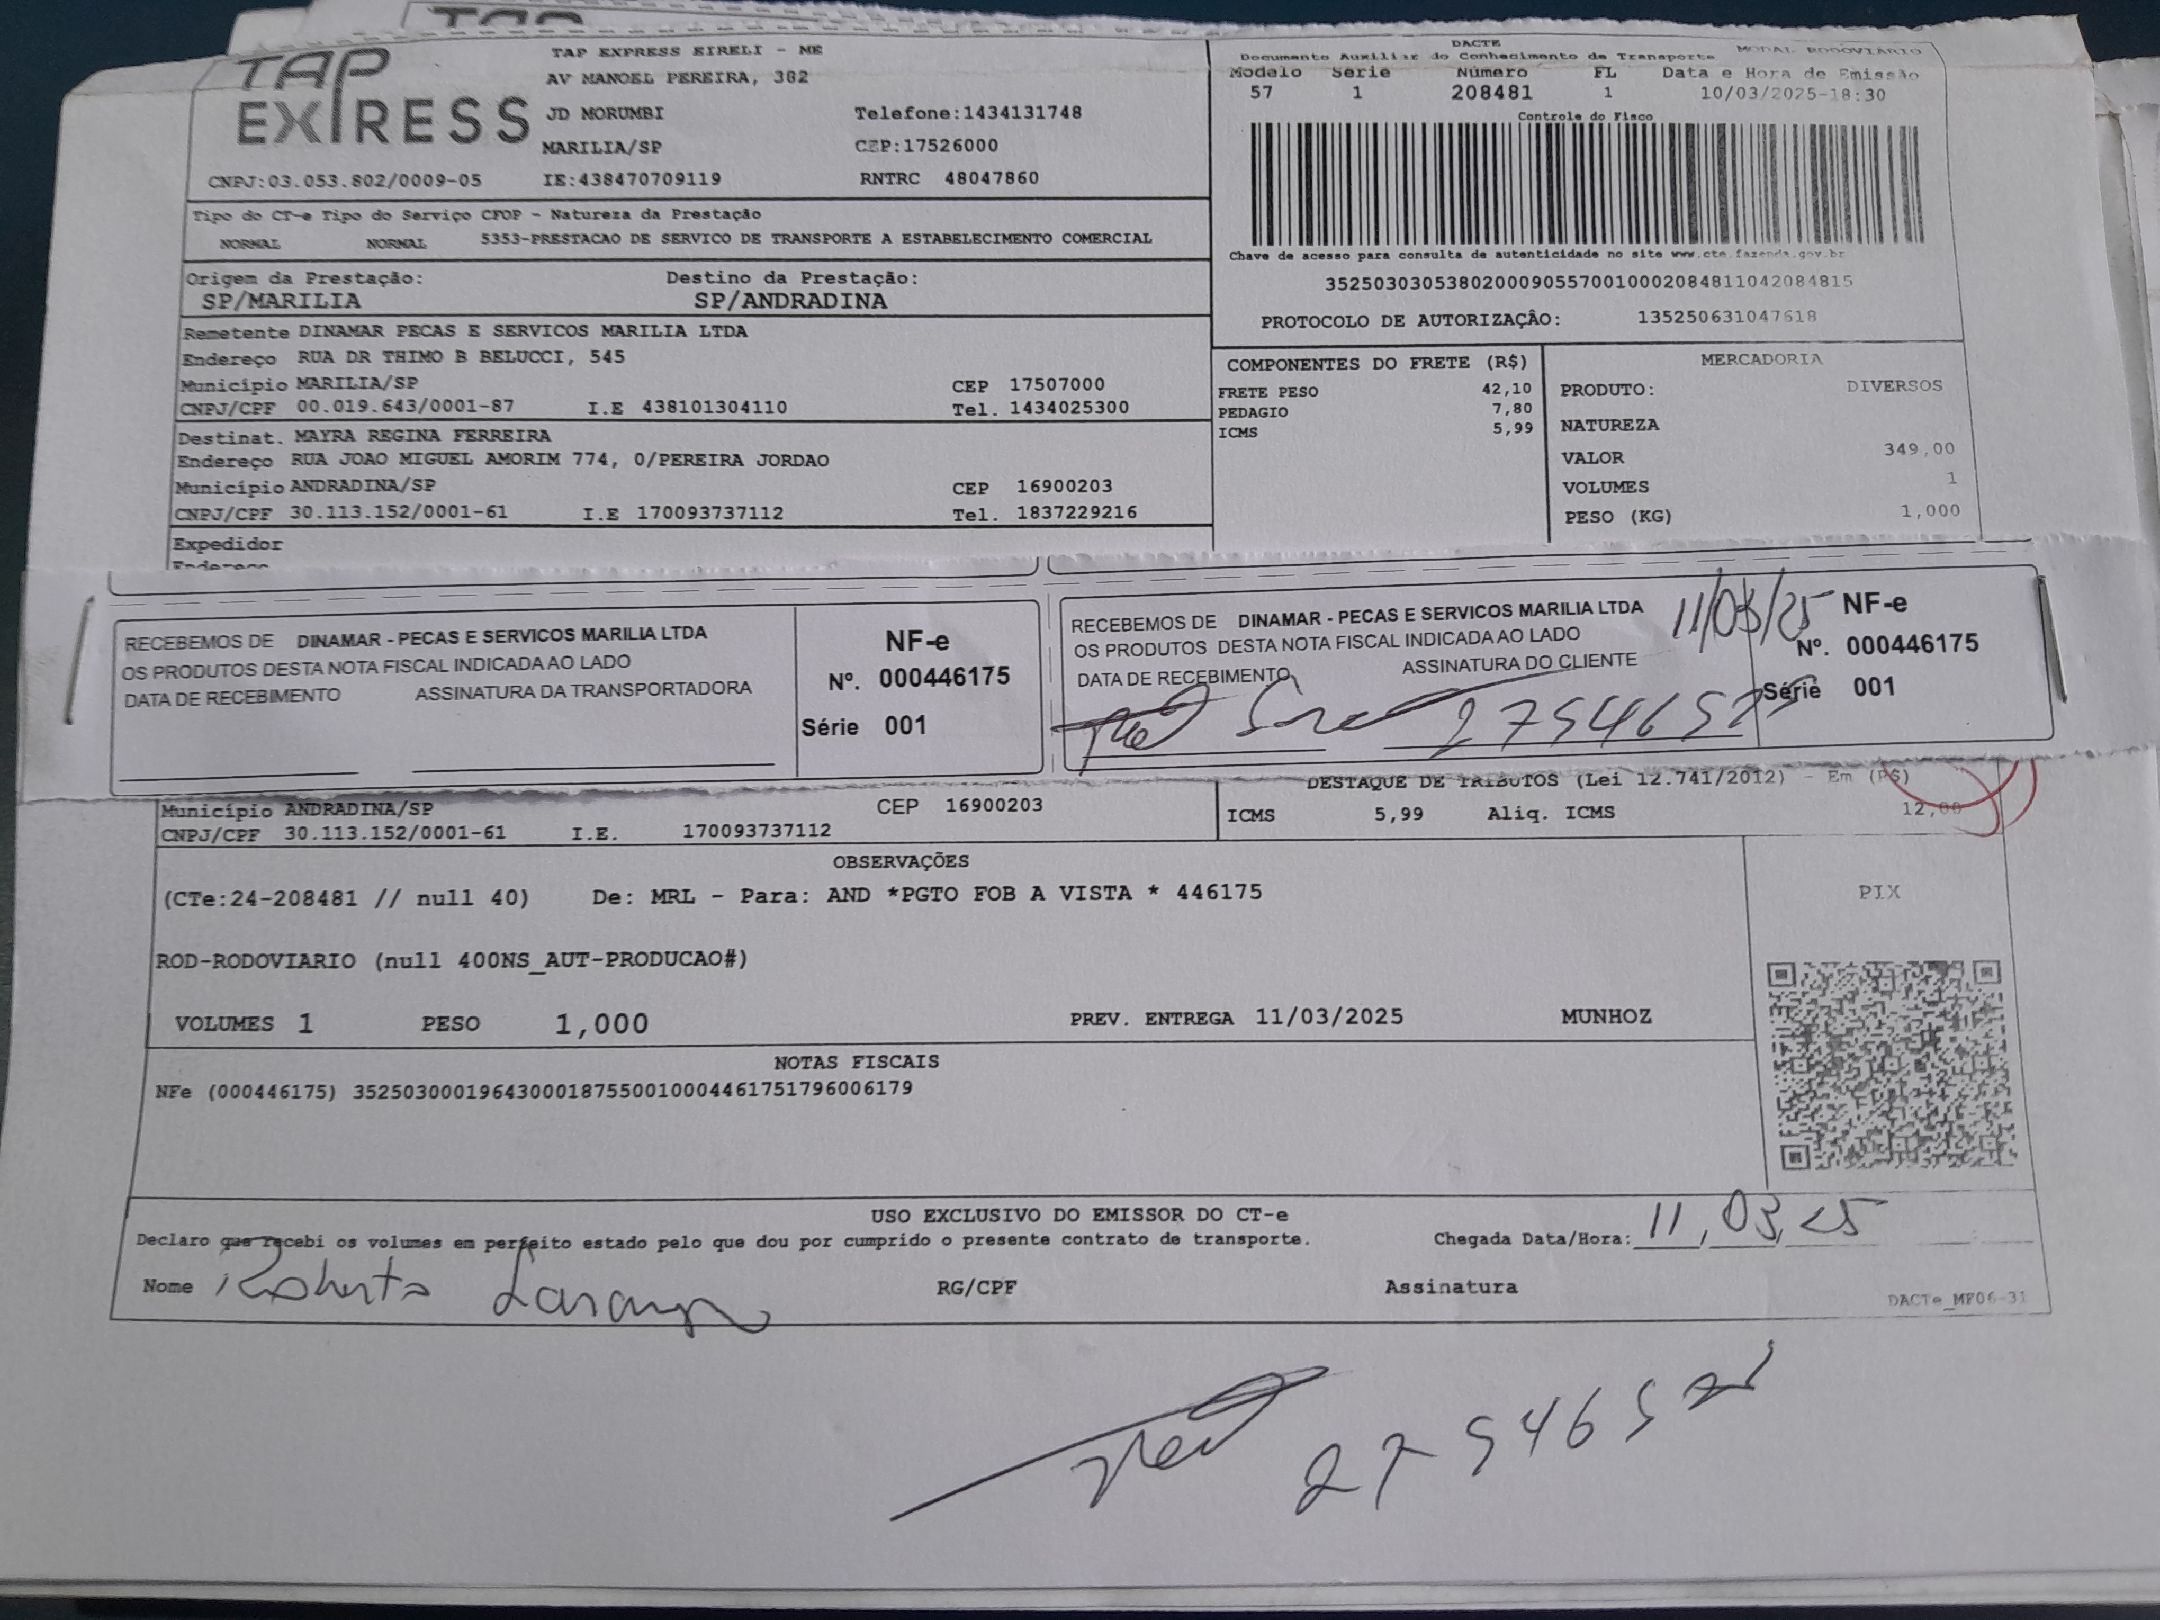 TAP
TAP EXPRESS
TAP EXPRESS EIRELI - ME
AV MANOEL PEREIRA, 382
JD MORUMBI Telefone:1434131748
MARILIA/SP CEP:17526000
CNPJ:03.053.802/0009-05 IE:438470709119 RNTRC 48047860
DACTE
Documento Auxiliar do Conhecimento de Transporte MODAL RODOVIARIO
Modelo Serie Número FL Data e Hora de Emissão
57 1 208481 1 10/03/2025-18:30
Controle do Fisco
Chave de acesso para consulta de autenticidade no site www.cte.fazenda.gov.br
35250303053802000905570010002084811042084815
PROTOCOLO DE AUTORIZAÇÂO: 135250631047618
Tipo do CT-e Tipo do Serviço CFOP - Natureza da Prestação
NORMAL NORMAL 5353-PRESTACAO DE SERVICO DE TRANSPORTE A ESTABELECIMENTO COMERCIAL
Origem da Prestação: Destino da Prestação:
SP/MARILIA SP/ANDRADINA
Remetente DINAMAR PECAS E SERVICOS MARILIA LTDA
Endereço RUA DR THIMO B BELUCCI, 545
Município MARILIA/SP CEP 17507000
CNPJ/CPF 00.019.643/0001-87 I.E 438101304110 Tel. 1434025300
Destinat. MAYRA REGINA FERREIRA
Endereço RUA JOAO MIGUEL AMORIM 774, 0/PEREIRA JORDAO
Município ANDRADINA/SP CEP 16900203
CNPJ/CPF 30.113.152/0001-61 I.E 170093737112 Tel. 1837229216
Expedidor
Endereço
COMPONENTES DO FRETE (R$)
FRETE PESO 42,10
PEDAGIO 7,80
ICMS 5,99
MERCADORIA
PRODUTO: DIVERSOS
NATUREZA
VALOR 349,00
VOLUMES 1
PESO (KG) 1,000
RECEBEMOS DE DINAMAR - PECAS E SERVICOS MARILIA LTDA
OS PRODUTOS DESTA NOTA FISCAL INDICADA AO LADO
DATA DE RECEBIMENTO ASSINATURA DA TRANSPORTADORA
NF-e
Nº. 000446175
Série 001
RECEBEMOS DE DINAMAR - PECAS E SERVICOS MARILIA LTDA
OS PRODUTOS DESTA NOTA FISCAL INDICADA AO LADO
DATA DE RECEBIMENTO ASSINATURA DO CLIENTE
11/03/25
NF-e
Nº. 000446175
Série 001
DESTAQUE DE TRIBUTOS (Lei 12.741/2012) - Em (R$)
Município ANDRADINA/SP CEP 16900203
CNPJ/CPF 30.113.152/0001-61 I.E. 170093737112
ICMS 5,99 Aliq. ICMS 12,00
OBSERVAÇÕES
(CTe:24-208481 // null 40) De: MRL - Para: AND *PGTO FOB A VISTA * 446175
ROD-RODOVIARIO (null 400NS_AUT-PRODUCAO#)
PIX
VOLUMES 1 PESO 1,000 PREV. ENTREGA 11/03/2025 MUNHOZ
NOTAS FISCAIS
NFe (000446175) 35250300019643000187550010004461751796006179
USO EXCLUSIVO DO EMISSOR DO CT-e
Declaro que recebi os volumes em perfeito estado pelo que dou por cumprido o presente contrato de transporte. Chegada Data/Hora: 11,03,25
Nome Roberto RG/CPF Assinatura
DACTe_MF06-31